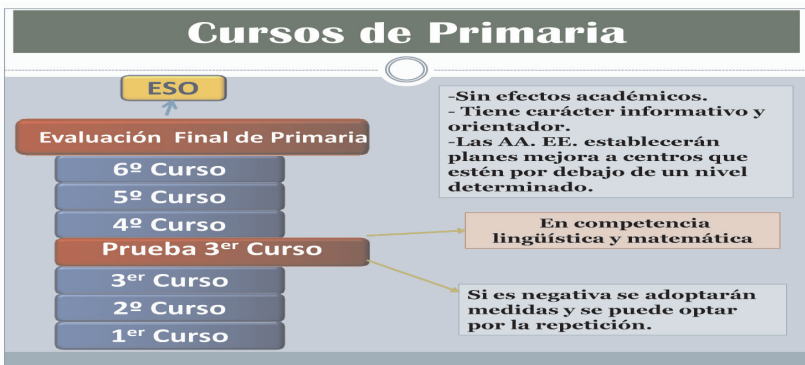 Cursos de Primaria
ESO
Evaluación Final de Primaria
6º Curso
5º Curso
4º Curso
Prueba 3er Curso
3er Curso
2º Curso
1er Curso
-Sin efectos académicos.
- Tiene carácter informativo y
orientador.
-Las AA. EE. establecerán
planes mejora a centros que
estén por debajo de un nivel
determinado.
En competencia
lingüística y matemática
Si es negativa se adoptarán
medidas y se puede optar
por la repetición.